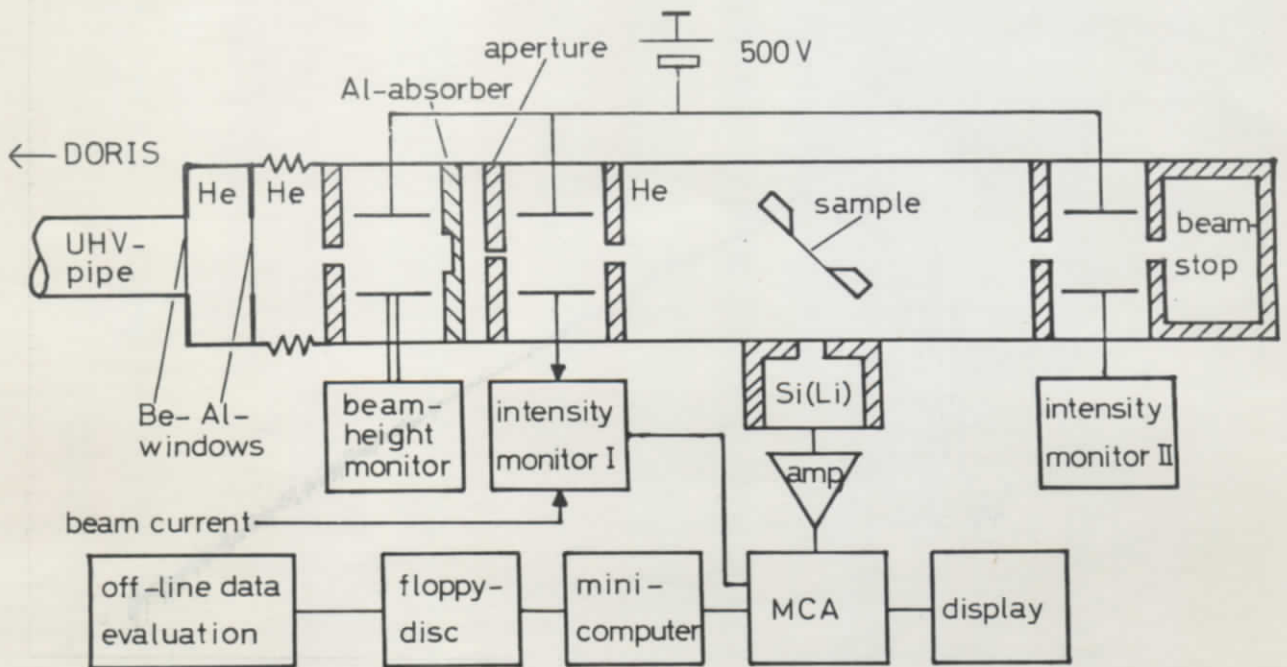 500 V
aperture
Al-absorber
← DORIS
He
He
He
sample
UHV-
pipe
beam-
stop
Be- Al-
windows
beam-
height
monitor
intensity
monitor I
Si(Li)
intensity
monitor II
amp
beam current
off-line data
evaluation
floppy-
disc
mini-
computer
MCA
display